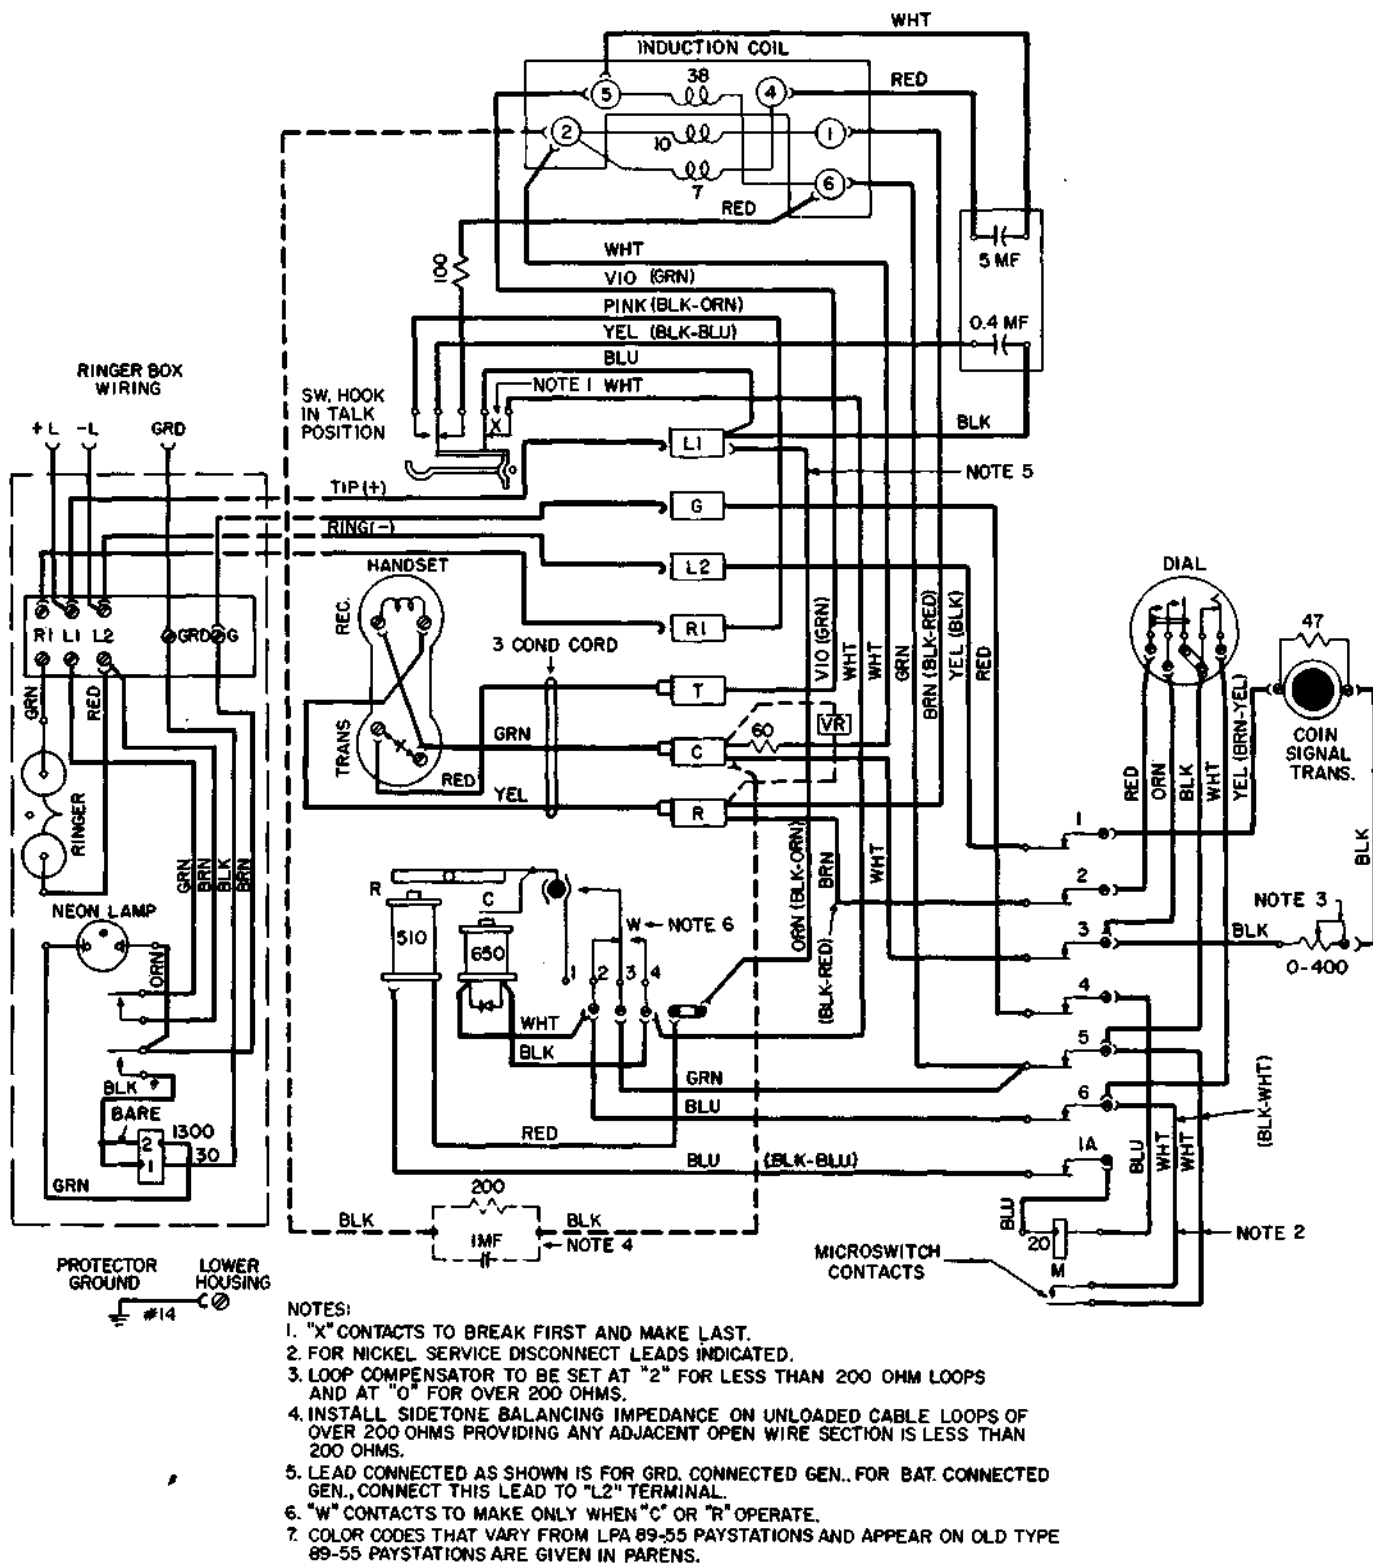 WHT
INDUCTION COIL
38
5
4
RED
2
10
1
7
6
RED
5 MF
WHT
100
VIO (GRN)
PINK (BLK-ORN)
0.4 MF
YEL (BLK-BLU)
BLU
RINGER BOX
WIRING
NOTE 1 WHT
SW. HOOK
IN TALK
POSITION
X
BLK
+L -L GRD
L1
NOTE 5
TIP (+)
G
RING (-)
HANDSET
L2
DIAL
R1 L1 L2 GRD G
REC.
R1
47
3 COND CORD
VIO (GRN)
WHT
WHT
GRN
BRN (BLK-RED)
YEL (BLK)
RED
GRN
RED
T
VR
TRANS
GRN
60
C
COIN
SIGNAL
TRANS.
RED
YEL
R
RED
ORN
BLK
WHT
YEL (BRN-YEL)
RINGER
GRN
BRN
BLK
BRN
1
BLK
ORN (BLK-ORN)
BRN
WHT
R
C
2
NEON LAMP
510
650
W
NOTE 6
NOTE 3
3
BLK
0-400
ORN
1 2 3 4
(BLK-RED)
4
WHT
BLK
5
BLK
GRN
6
BLU
(BLK-WHT)
BARE
2
1
1300
30
RED
1A
BLU
WHT
WHT
BLU (BLK-BLU)
GRN
200
BLU
BLK
BLK
1MF
NOTE 4
20
M
NOTE 2
MICROSWITCH
CONTACTS
PROTECTOR
GROUND
LOWER
HOUSING
#14
NOTES:
1. "X" CONTACTS TO BREAK FIRST AND MAKE LAST.
2. FOR NICKEL SERVICE DISCONNECT LEADS INDICATED.
3. LOOP COMPENSATOR TO BE SET AT "2" FOR LESS THAN 200 OHM LOOPS
AND AT "0" FOR OVER 200 OHMS.
4. INSTALL SIDETONE BALANCING IMPEDANCE ON UNLOADED CABLE LOOPS OF
OVER 200 OHMS PROVIDING ANY ADJACENT OPEN WIRE SECTION IS LESS THAN
200 OHMS.
5. LEAD CONNECTED AS SHOWN IS FOR GRD. CONNECTED GEN.. FOR BAT. CONNECTED
GEN., CONNECT THIS LEAD TO "L2" TERMINAL.
6. "W" CONTACTS TO MAKE ONLY WHEN "C" OR "R" OPERATE.
7. COLOR CODES THAT VARY FROM LPA 89-55 PAYSTATIONS AND APPEAR ON OLD TYPE
89-55 PAYSTATIONS ARE GIVEN IN PARENS.